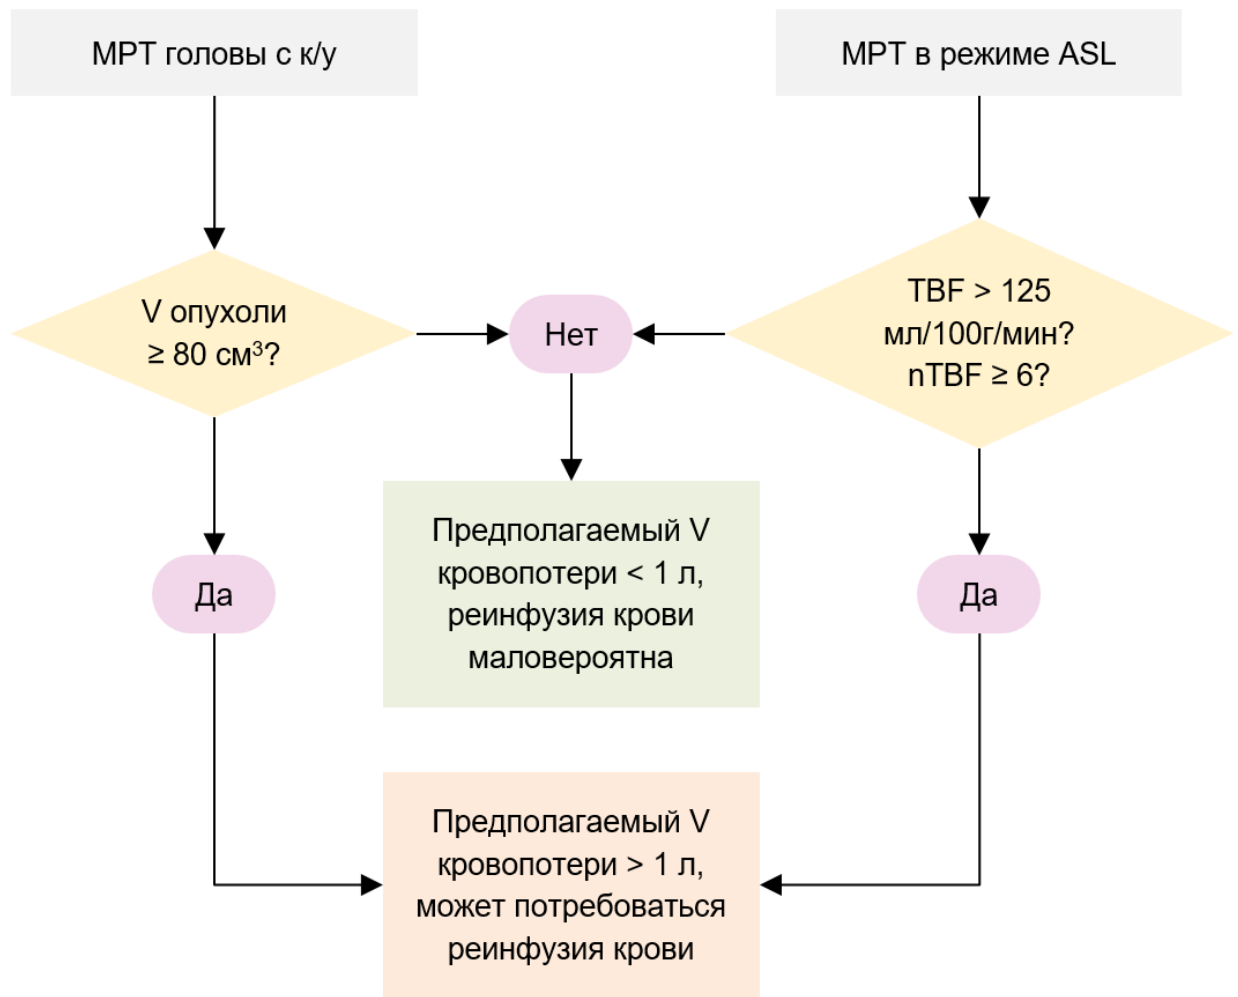 МРТ головы с к/у
МРТ в режиме ASL
V опухоли
≥ 80 см³?
Нет
TBF > 125
мл/100г/мин?
nTBF ≥ 6?
Предполагаемый V
кровопотери < 1 л,
реинфузия крови
маловероятна
Да
Да
Предполагаемый V
кровопотери > 1 л,
может потребоваться
реинфузия крови